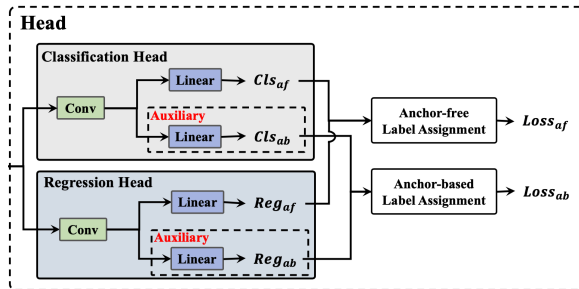 Head
Classification Head
Conv
Linear
Cls_af
Auxiliary
Linear
Cls_ab
Regression Head
Conv
Linear
Reg_af
Auxiliary
Linear
Reg_ab
Anchor-free
Label Assignment
Loss_af
Anchor-based
Label Assignment
Loss_ab